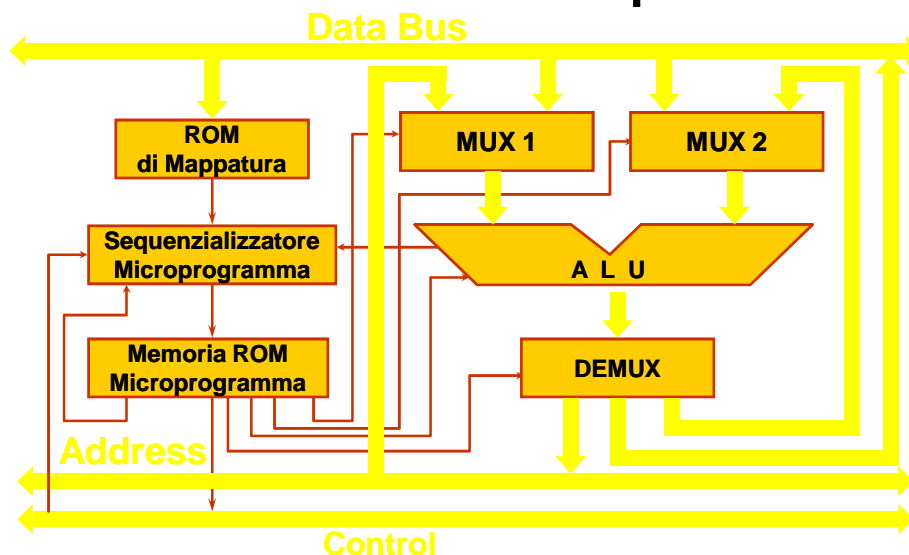 Data Bus
ROM
di Mappatura
MUX 1
MUX 2
Sequenzializzatore
Microprogramma
A L U
Memoria ROM
Microprogramma
DEMUX
Address
Control